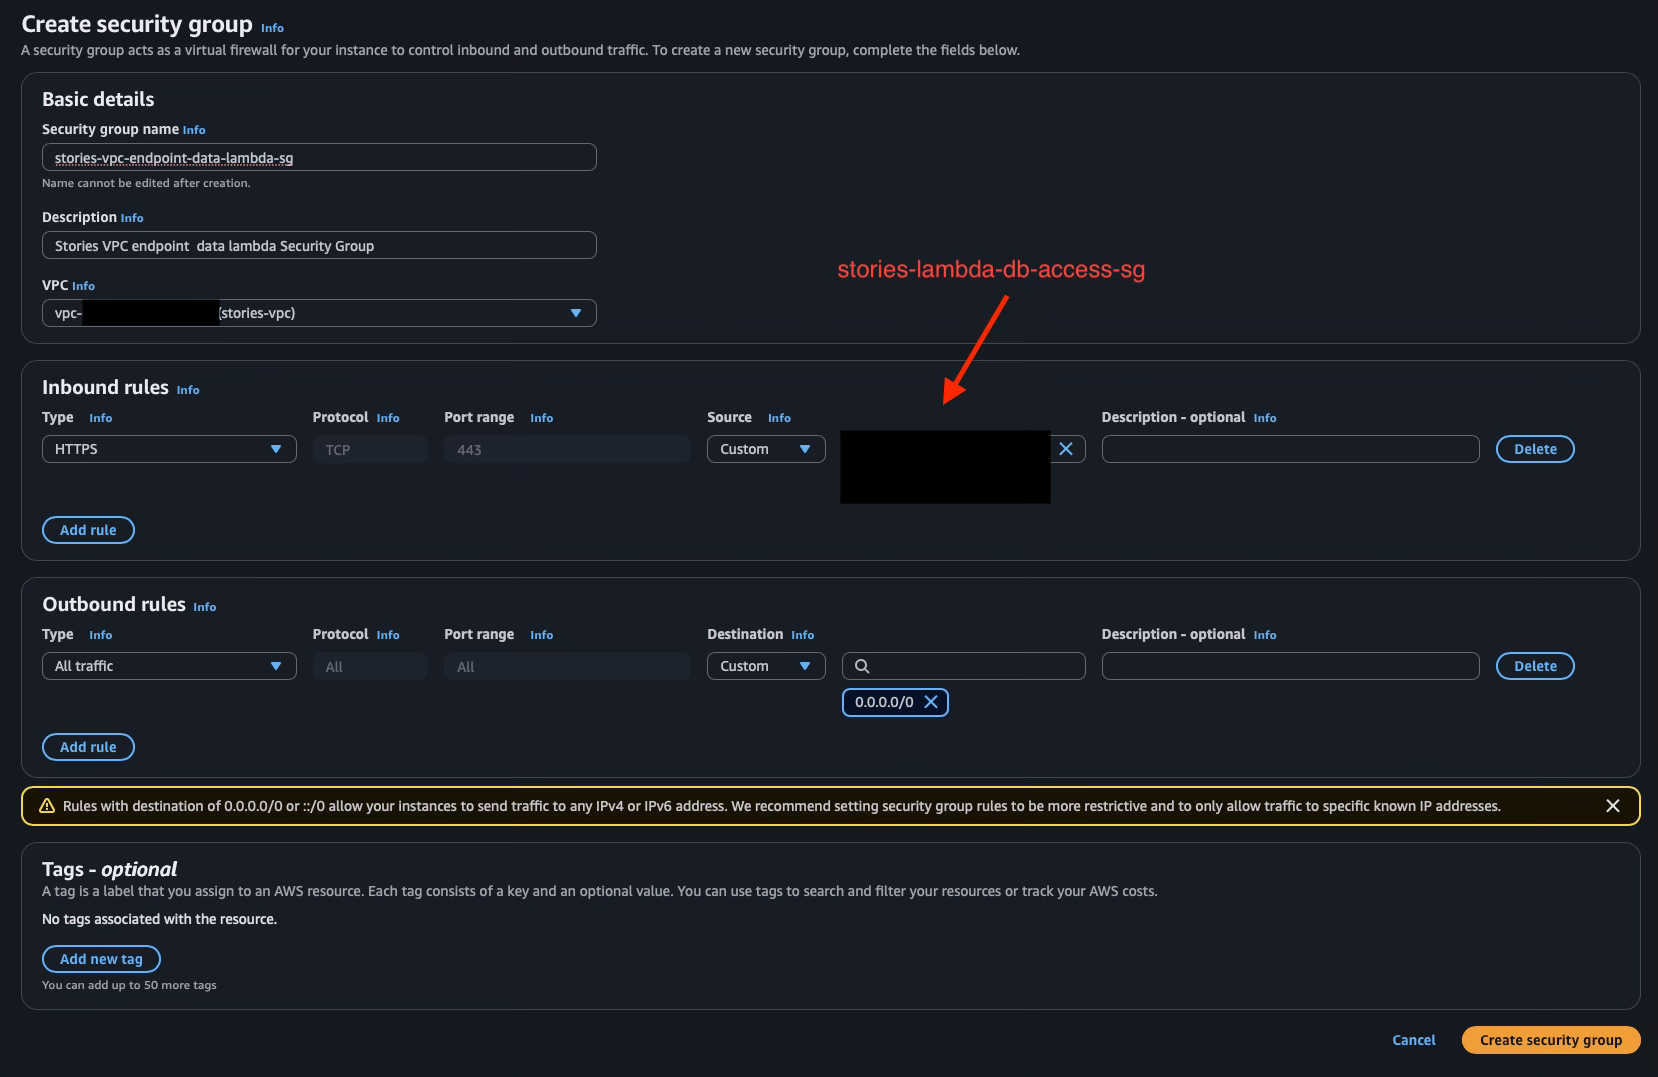 Create security group Info
A security group acts as a virtual firewall for your instance to control inbound and outbound traffic. To create a new security group, complete the fields below.
Basic details
Security group name Info
stories-vpc-endpoint-data-lambda-sg
Name cannot be edited after creation.
Description Info
Stories VPC endpoint  data lambda Security Group
stories-lambda-db-access-sg
VPC Info
vpc- (stories-vpc)
Inbound rules Info
Type Info Protocol Info Port range Info Source Info Description - optional Info
HTTPS TCP 443 Custom Delete
Add rule
Outbound rules Info
Type Info Protocol Info Port range Info Destination Info Description - optional Info
All traffic All All Custom Delete
0.0.0.0/0
Add rule
Rules with destination of 0.0.0.0/0 or ::/0 allow your instances to send traffic to any IPv4 or IPv6 address. We recommend setting security group rules to be more restrictive and to only allow traffic to specific known IP addresses.
Tags - optional
A tag is a label that you assign to an AWS resource. Each tag consists of a key and an optional value. You can use tags to search and filter your resources or track your AWS costs.
No tags associated with the resource.
Add new tag
You can add up to 50 more tags
Cancel Create security group